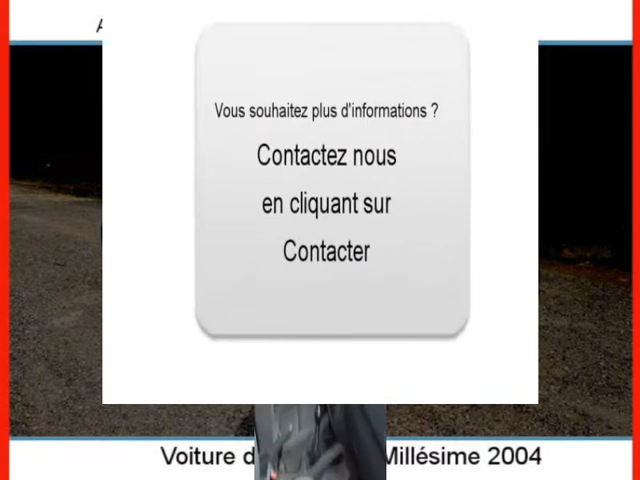 Vous souhaitez plus d'informations ?
Contactez nous
en cliquant sur
Contacter
Voiture Millésime 2004